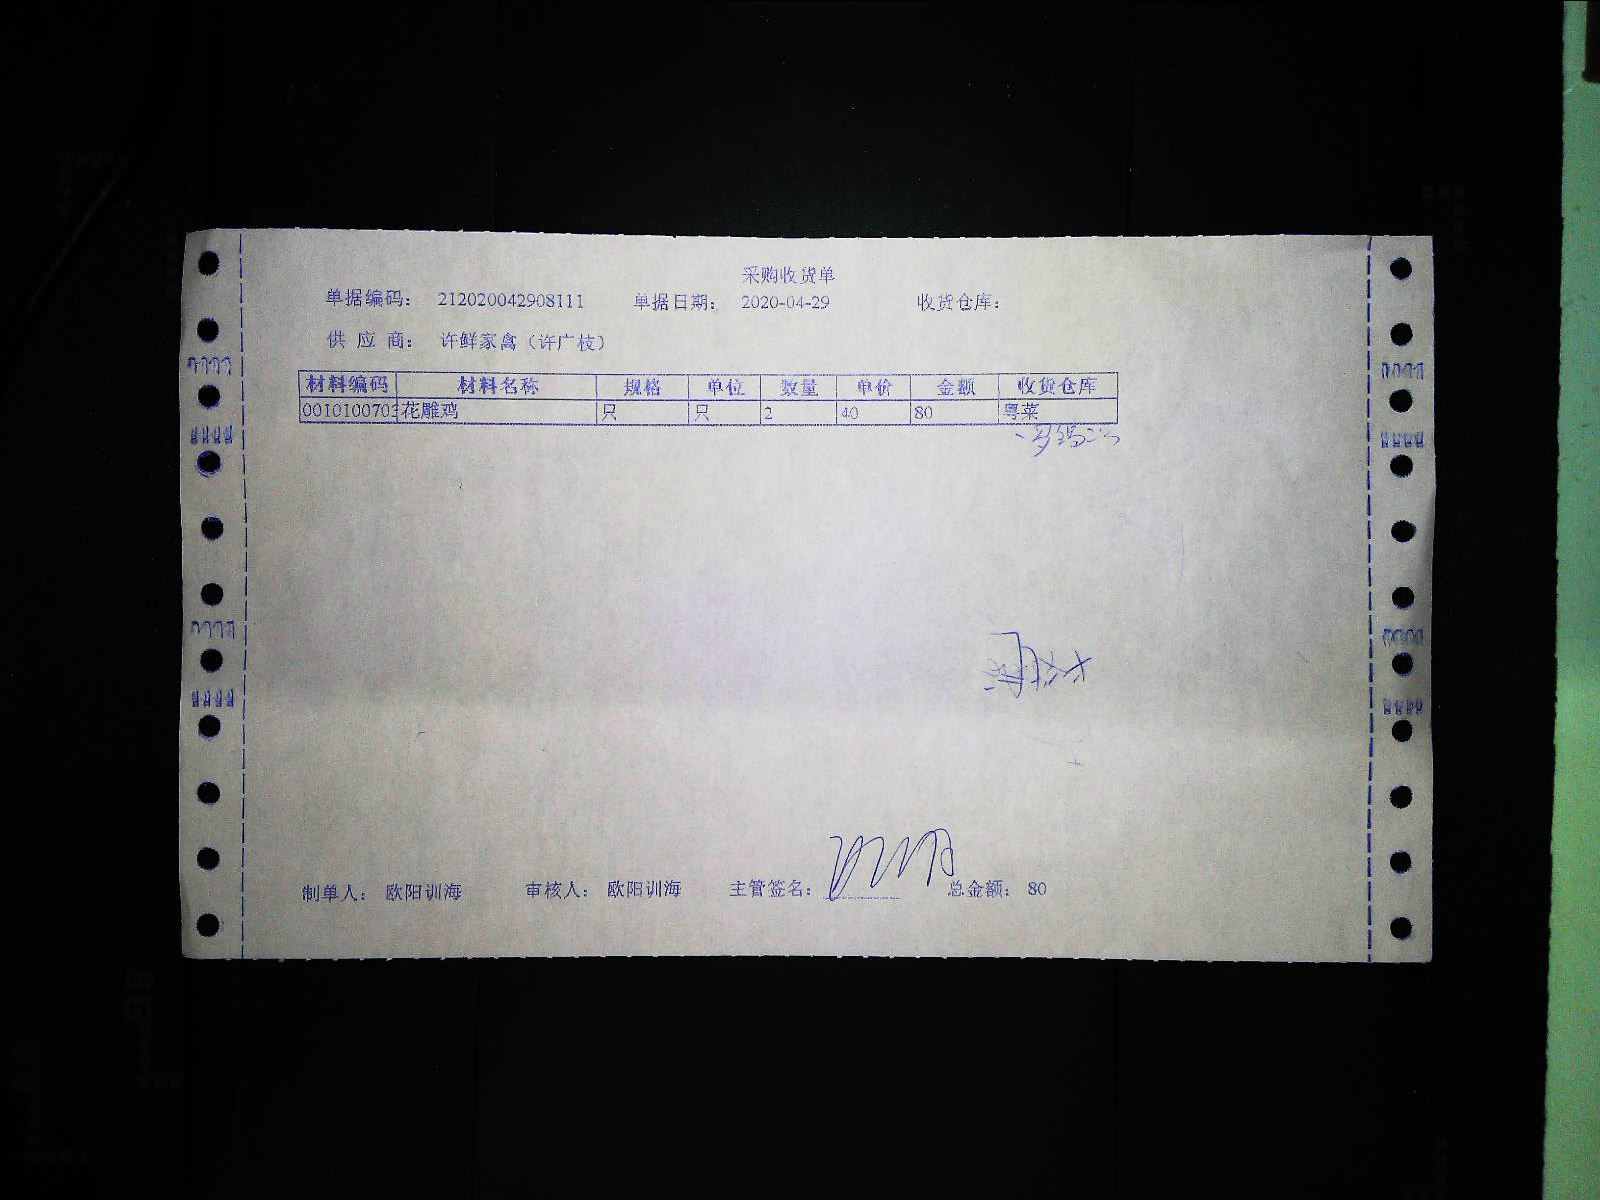 采购收货单
单据编码： 212020042908111 单据日期： 2020-04-29 收货仓库：
供 应 商： 许鲜家禽（许广枝）
材料编码 材料名称 规格 单位 数量 单价 金额 收货仓库
0010100703 花雕鸡 只 只 2 40 80 粤菜
制单人： 欧阳训海 审核人： 欧阳训海 主管签名： 总金额： 80